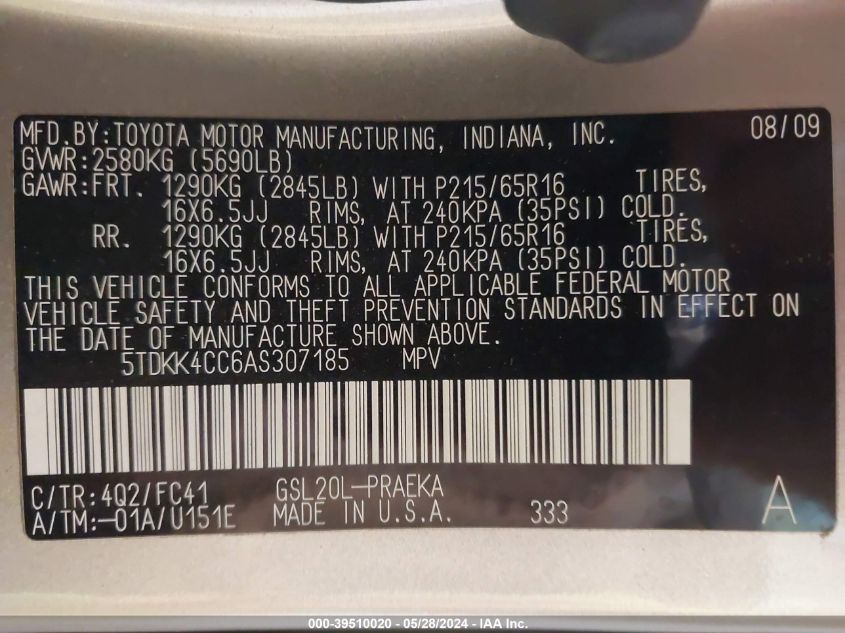 MFD.BY:TOYOTA MOTOR MANUFACTURING, INDIANA, INC. 08/09
GVWR:2580KG (5690LB)
GAWR:FRT. 1290KG (2845LB) WITH P215/65R16 TIRES,
16X6.5JJ RIMS, AT 240KPA (35PSI) COLD.
RR. 1290KG (2845LB) WITH P215/65R16 TIRES,
16X6.5JJ RIMS, AT 240KPA (35PSI) COLD.
THIS VEHICLE CONFORMS TO ALL APPLICABLE FEDERAL MOTOR
VEHICLE SAFETY AND THEFT PREVENTION STANDARDS IN EFFECT ON
THE DATE OF MANUFACTURE SHOWN ABOVE.
5TDKK4CC6AS307185 MPV
C/TR:4Q2/FC41 GSL20L-PRAEKA
A/TM:-01A/U151E MADE IN U.S.A. 333 A
000-39510020 - 05/28/2024 - IAA Inc.